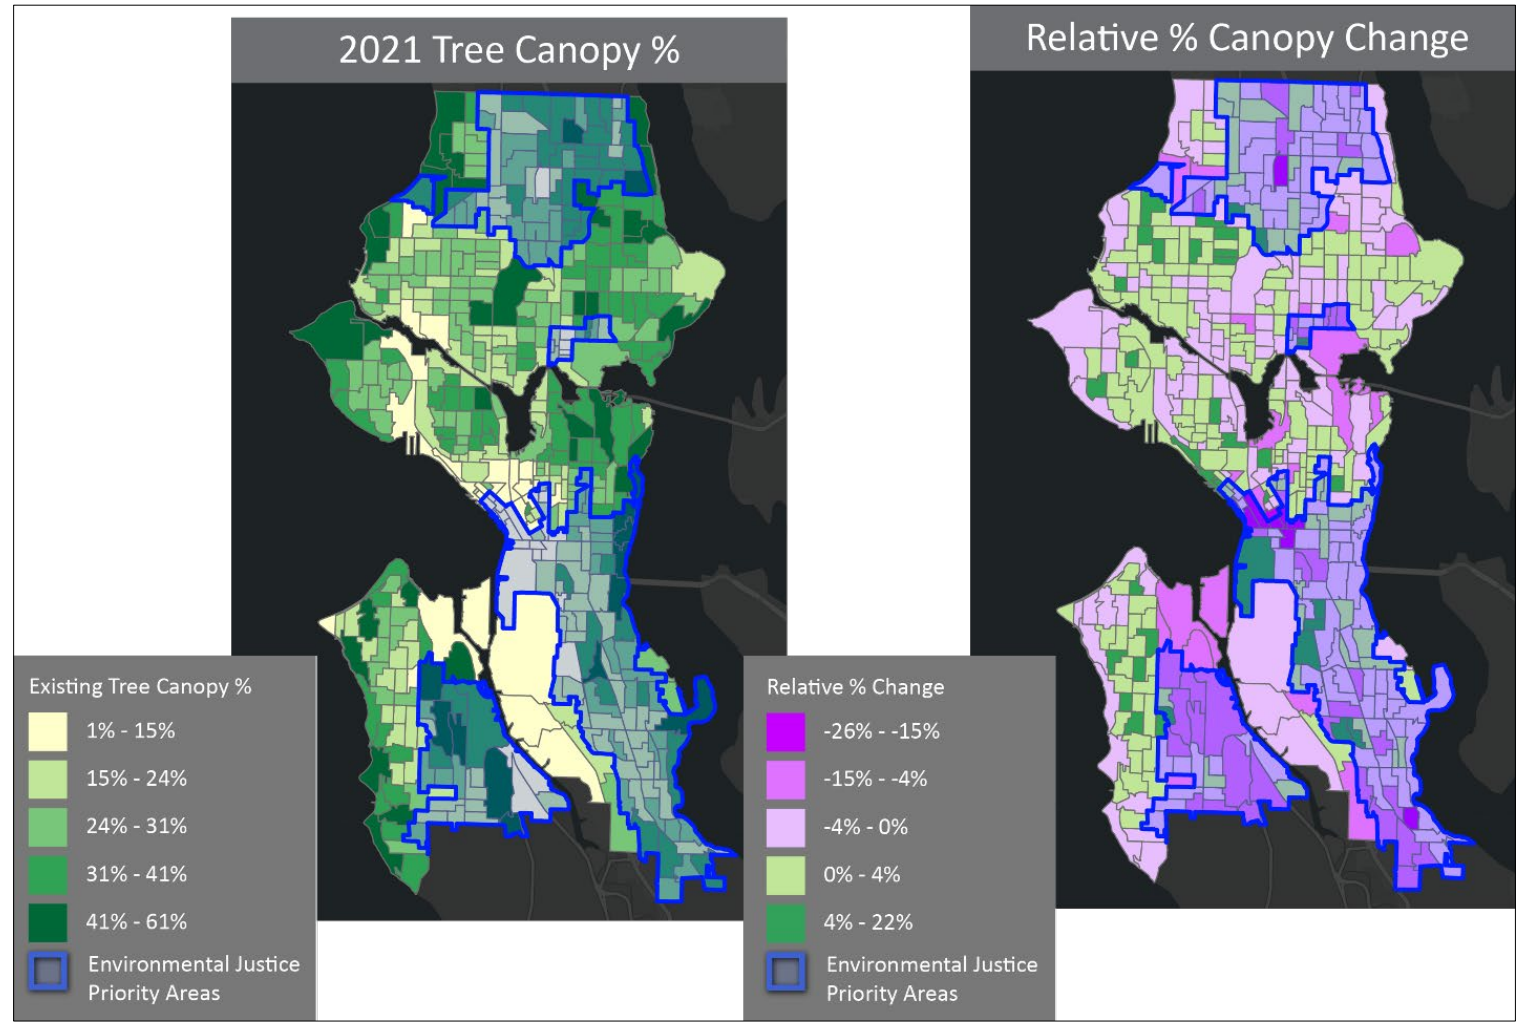 2021 Tree Canopy %
Relative % Canopy Change
Existing Tree Canopy %
1% - 15%
15% - 24%
24% - 31%
31% - 41%
41% - 61%
Environmental Justice
Priority Areas
Relative % Change
-26% - -15%
-15% - -4%
-4% - 0%
0% - 4%
4% - 22%
Environmental Justice
Priority Areas